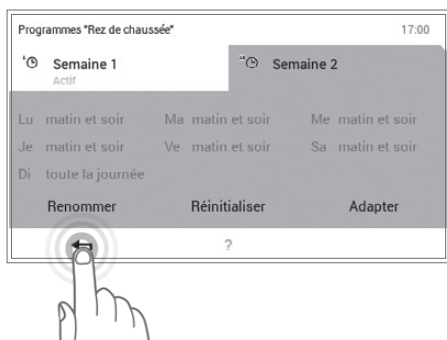 Programmes "Rez de chaussée" 17:00
Semaine 1 Semaine 2
Actif
Lu matin et soir Ma matin et soir Me matin et soir
Je matin et soir Ve matin et soir Sa matin et soir
Di toute la journée
Renommer Réinitialiser Adapter
?